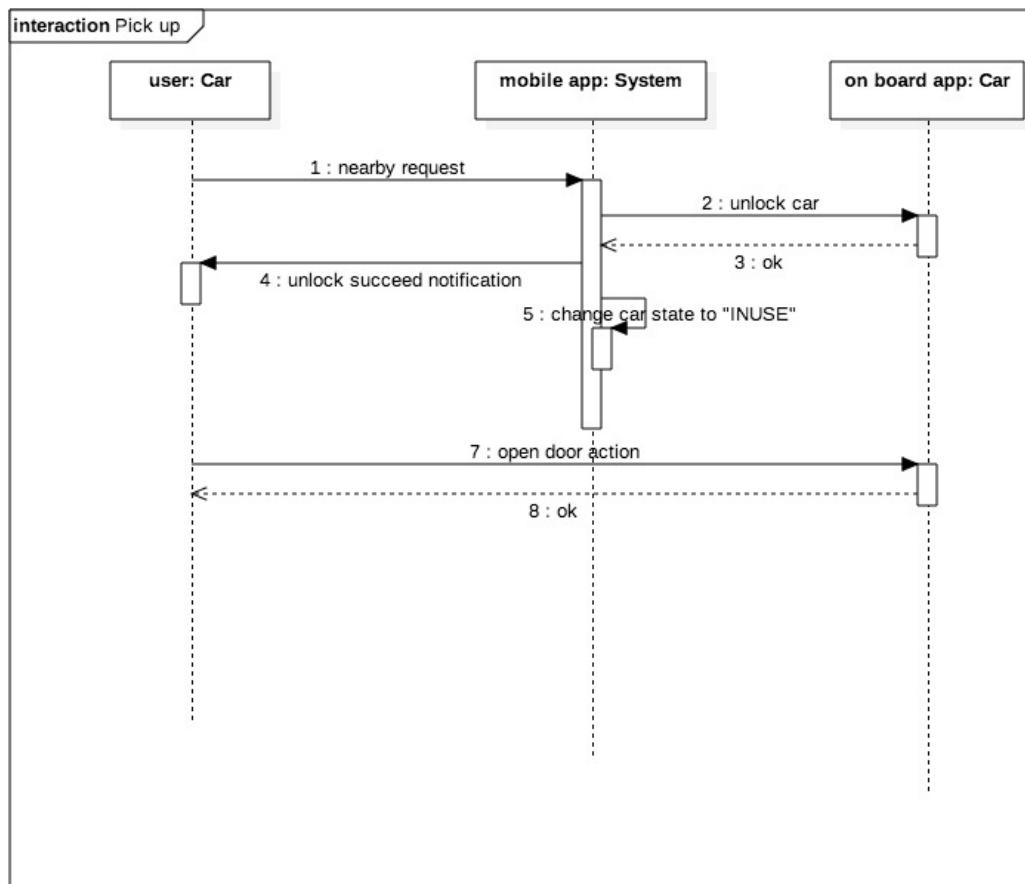 interaction Pick up
user: Car
mobile app: System
on board app: Car
1 : nearby request
2 : unlock car
3 : ok
4 : unlock succeed notification
5 : change car state to "INUSE"
7 : open door action
8 : ok